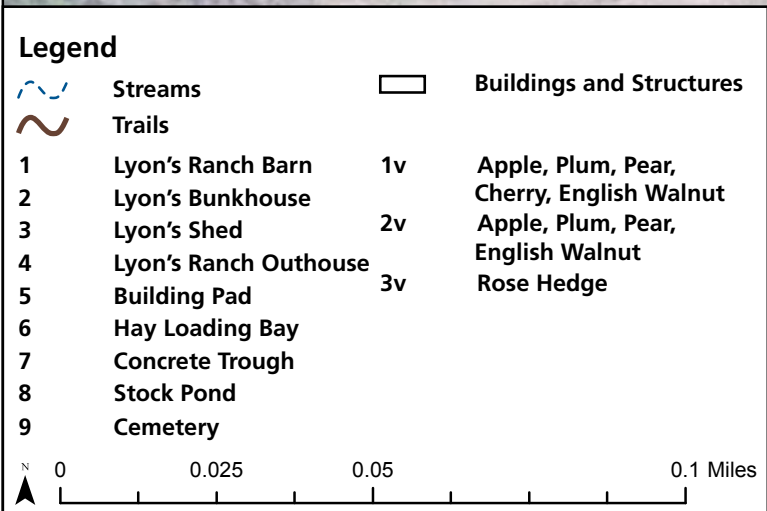 Legend
Streams
Trails
Buildings and Structures
1 Lyon's Ranch Barn
2 Lyon's Bunkhouse
3 Lyon's Shed
4 Lyon's Ranch Outhouse
5 Building Pad
6 Hay Loading Bay
7 Concrete Trough
8 Stock Pond
9 Cemetery
1v Apple, Plum, Pear,
Cherry, English Walnut
2v Apple, Plum, Pear,
English Walnut
3v Rose Hedge
N
0 0.025 0.05 0.1 Miles